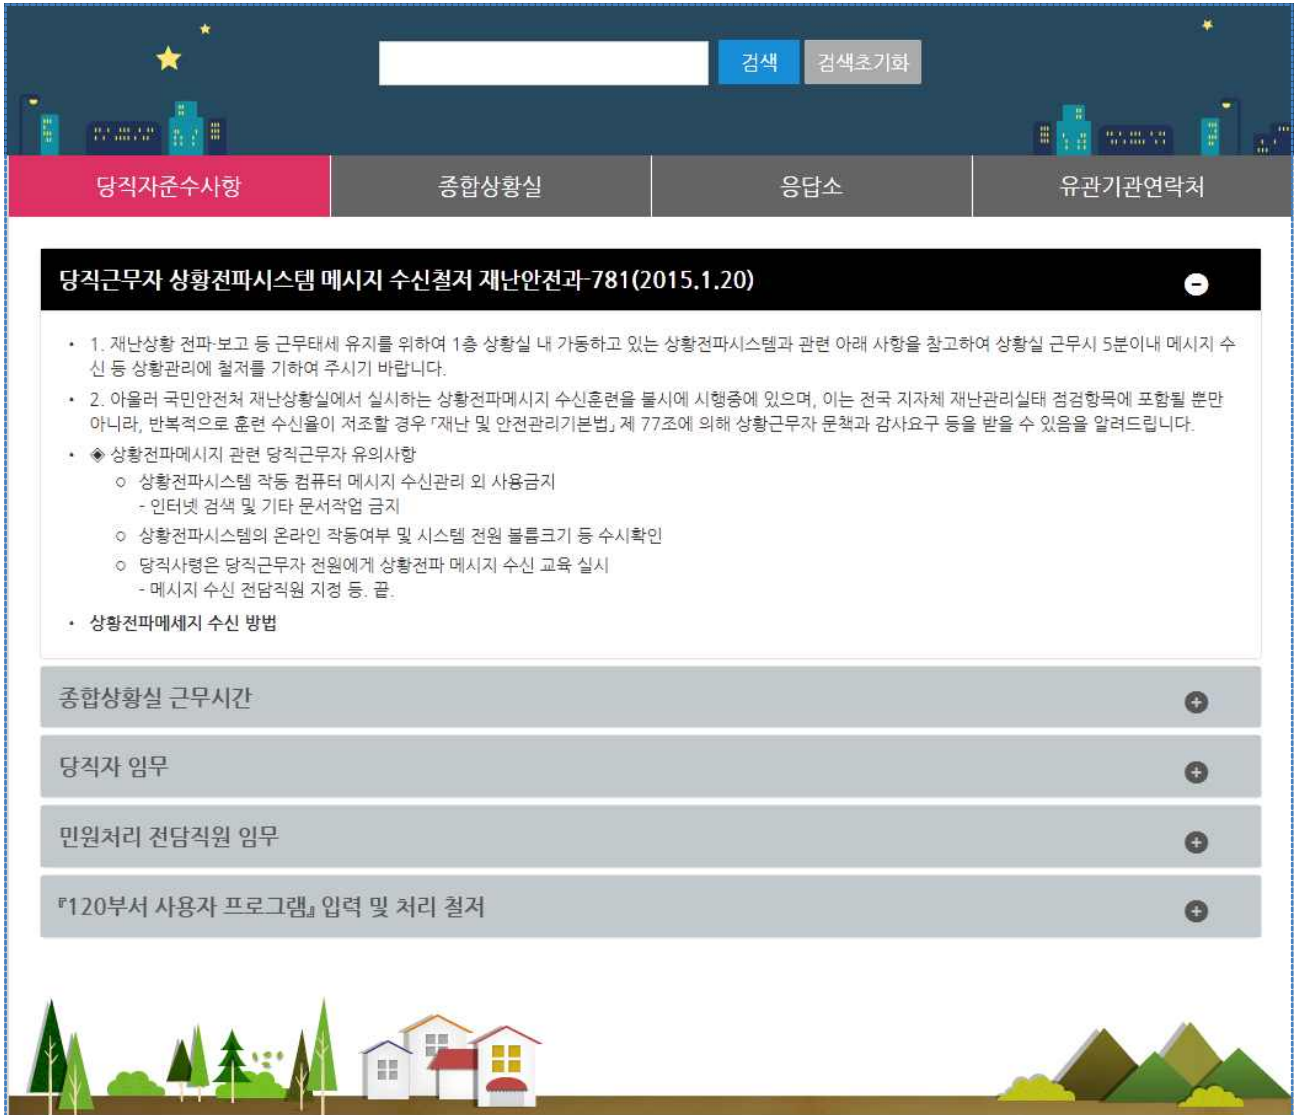 검색 검색초기화
당직자준수사항 종합상황실 응답소 유관기관연락처
당직근무자 상황전파시스템 메시지 수신철저 재난안전과-781(2015.1.20)
• 1. 재난상황 전파·보고 등 근무태세 유지를 위하여 1층 상황실 내 가동하고 있는 상황전파시스템과 관련 아래 사항을 참고하여 상황실 근무시 5분이내 메시지 수
신 등 상황관리에 철저를 기하여 주시기 바랍니다.
• 2. 아울러 국민안전처 재난상황실에서 실시하는 상황전파메시지 수신훈련을 불시에 시행중에 있으며, 이는 전국 지자체 재난관리실태 점검항목에 포함될 뿐만
아니라, 반복적으로 훈련 수신율이 저조할 경우 「재난 및 안전관리기본법」 제 77조에 의해 상황근무자 문책과 감사요구 등을 받을 수 있음을 알려드립니다.
• ◈ 상황전파메시지 관련 당직근무자 유의사항
○ 상황전파시스템 작동 컴퓨터 메시지 수신관리 외 사용금지
- 인터넷 검색 및 기타 문서작업 금지
○ 상황전파시스템의 온라인 작동여부 및 시스템 전원 볼륨크기 등 수시확인
○ 당직사령은 당직근무자 전원에게 상황전파 메시지 수신 교육 실시
- 메시지 수신 전담직원 지정 등. 끝.
• 상황전파메세지 수신 방법
종합상황실 근무시간
당직자 임무
민원처리 전담직원 임무
『120부서 사용자 프로그램』 입력 및 처리 철저